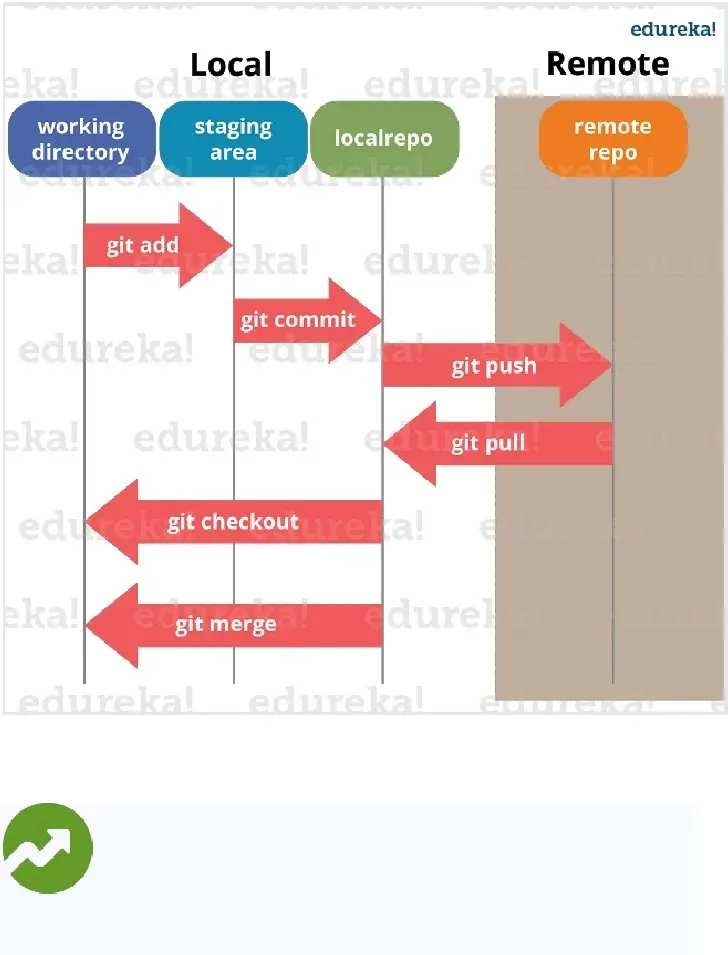 edureka!
Local
Remote
working
directory
staging
area
localrepo
remote
repo
git add
git commit
git push
git pull
git checkout
git merge